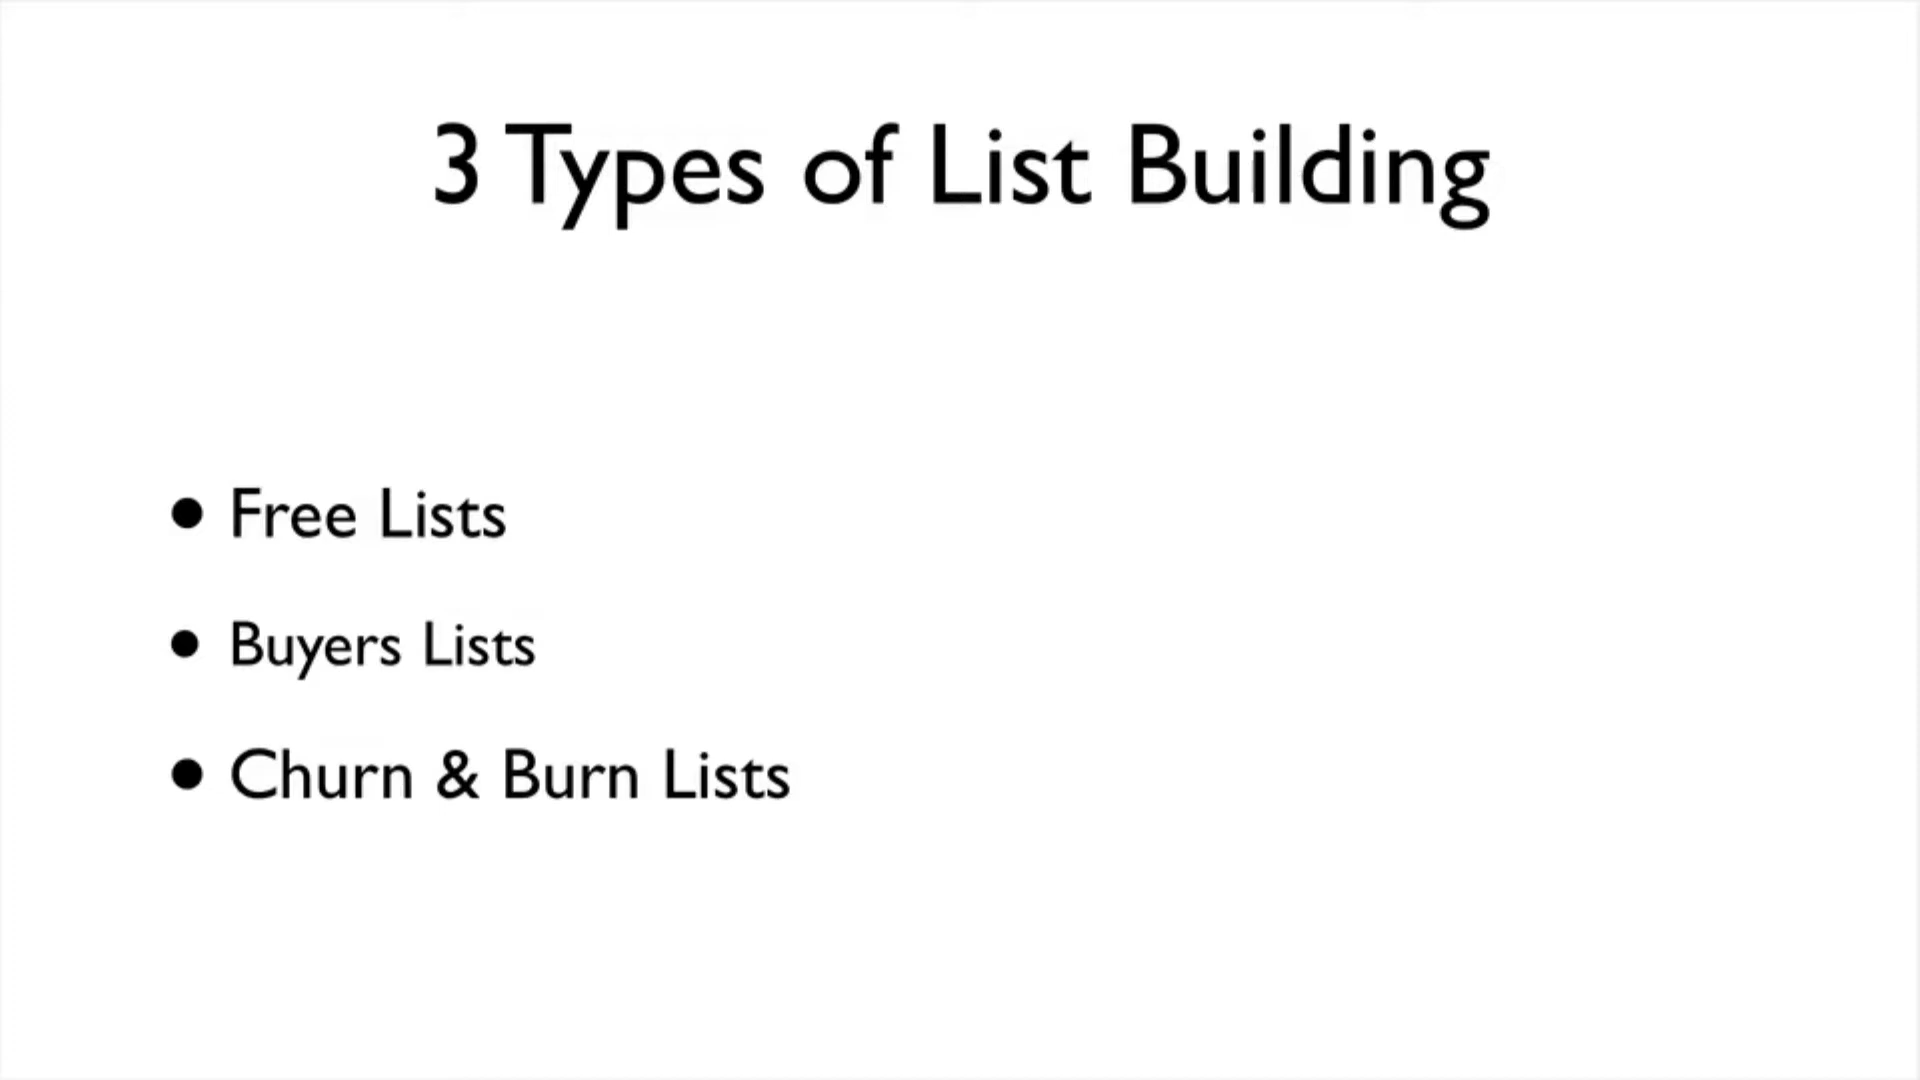 3 Types of List Building
• Free Lists
• Buyers Lists
• Churn & Burn Lists